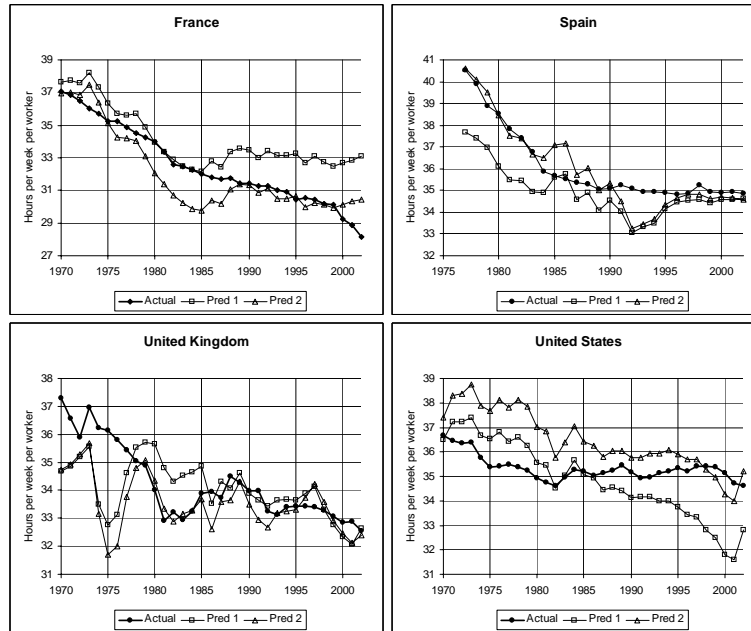 France
Hours per week per worker
39
37
35
33
31
29
27
1970 1975 1980 1985 1990 1995 2000
Actual Pred 1 Pred 2
Spain
Hours per week per worker
41
40
39
38
37
36
35
34
33
32
1975 1980 1985 1990 1995 2000
Actual Pred 1 Pred 2
United Kingdom
Hours per week per worker
38
37
36
35
34
33
32
31
1970 1975 1980 1985 1990 1995 2000
Actual Pred 1 Pred 2
United States
Hours per week per worker
39
38
37
36
35
34
33
32
31
1970 1975 1980 1985 1990 1995 2000
Actual Pred 1 Pred 2